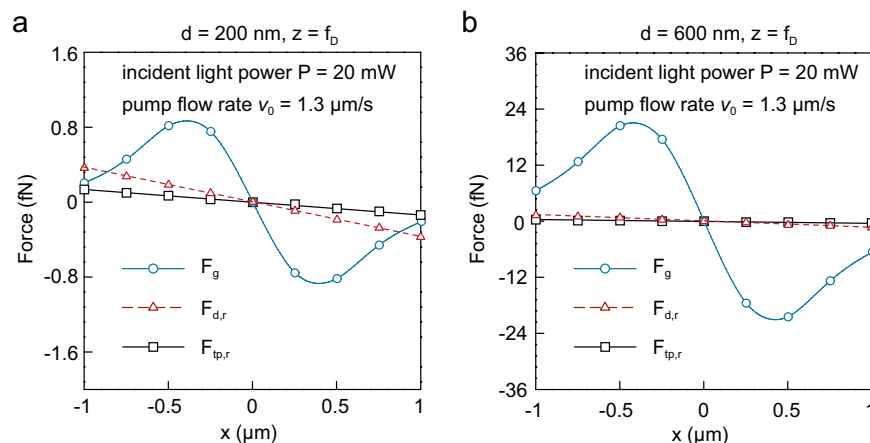 a
d = 200 nm, z = f_D
incident light power P = 20 mW
pump flow rate v_0 = 1.3 µm/s
1.6
0.8
0
-0.8
-1.6
Force (fN)
F_g
F_d,r
F_tp,r
-1
-0.5
0
0.5
1
x (µm)
b
d = 600 nm, z = f_D
incident light power P = 20 mW
pump flow rate v_0 = 1.3 µm/s
36
24
12
0
-12
-24
-36
Force (fN)
F_g
F_d,r
F_tp,r
-1
-0.5
0
0.5
1
x (µm)